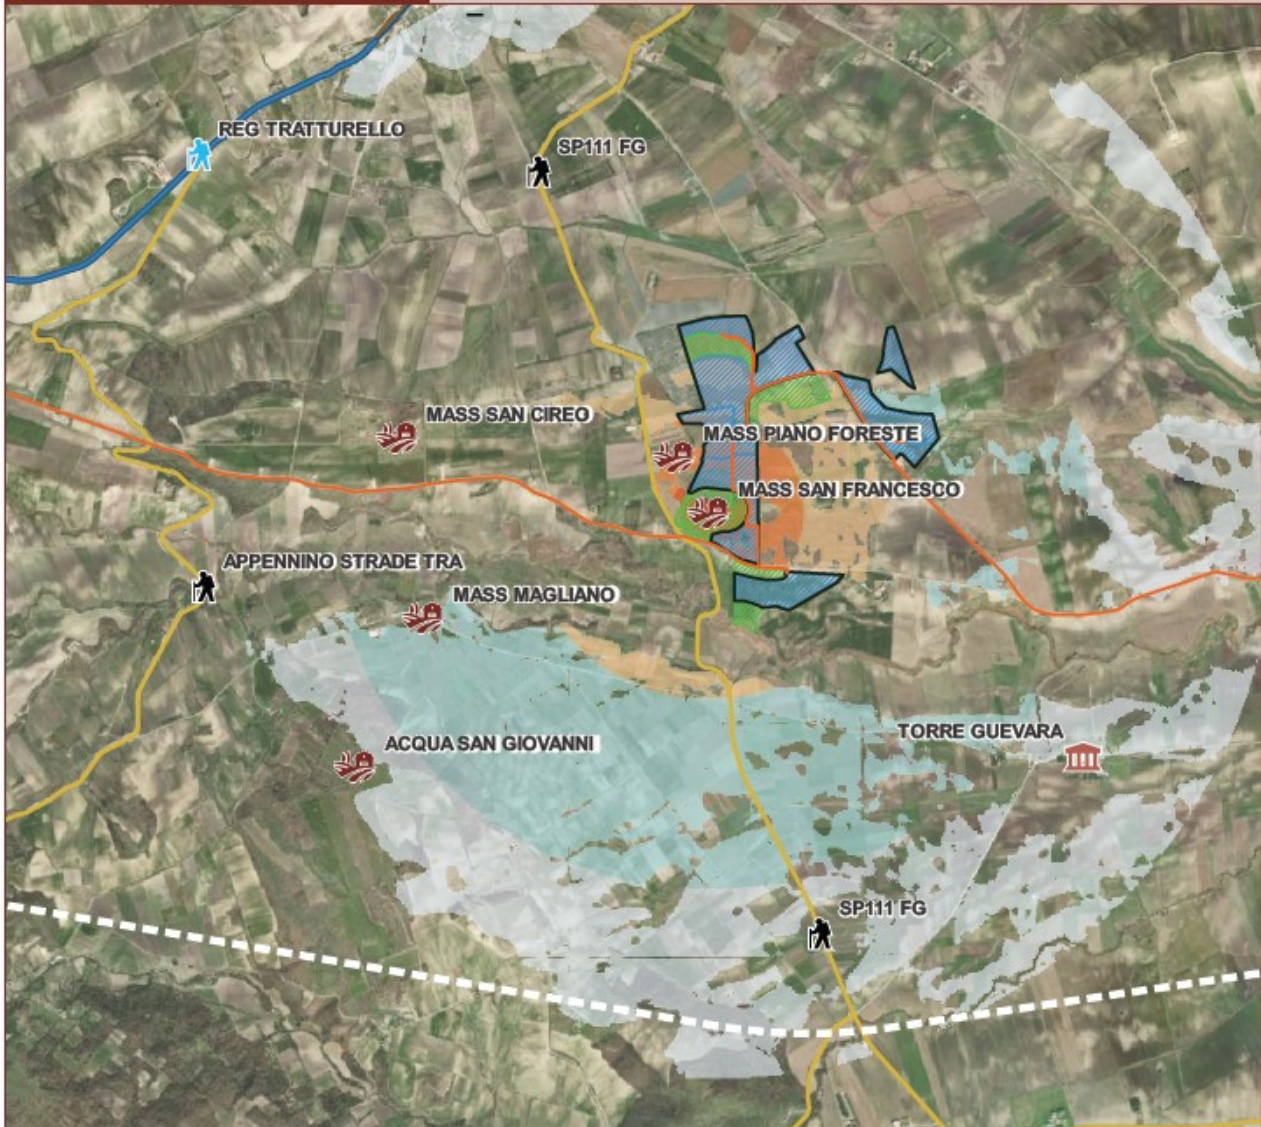 REG TRATTURELLO
SP111 FG
MASS SAN CIREO
MASS PIANO FORESTE
MASS SAN FRANCESCO
APPENNINO STRADE TRA
MASS MAGLIANO
ACQUA SAN GIOVANNI
TORRE GUEVARA
SP111 FG